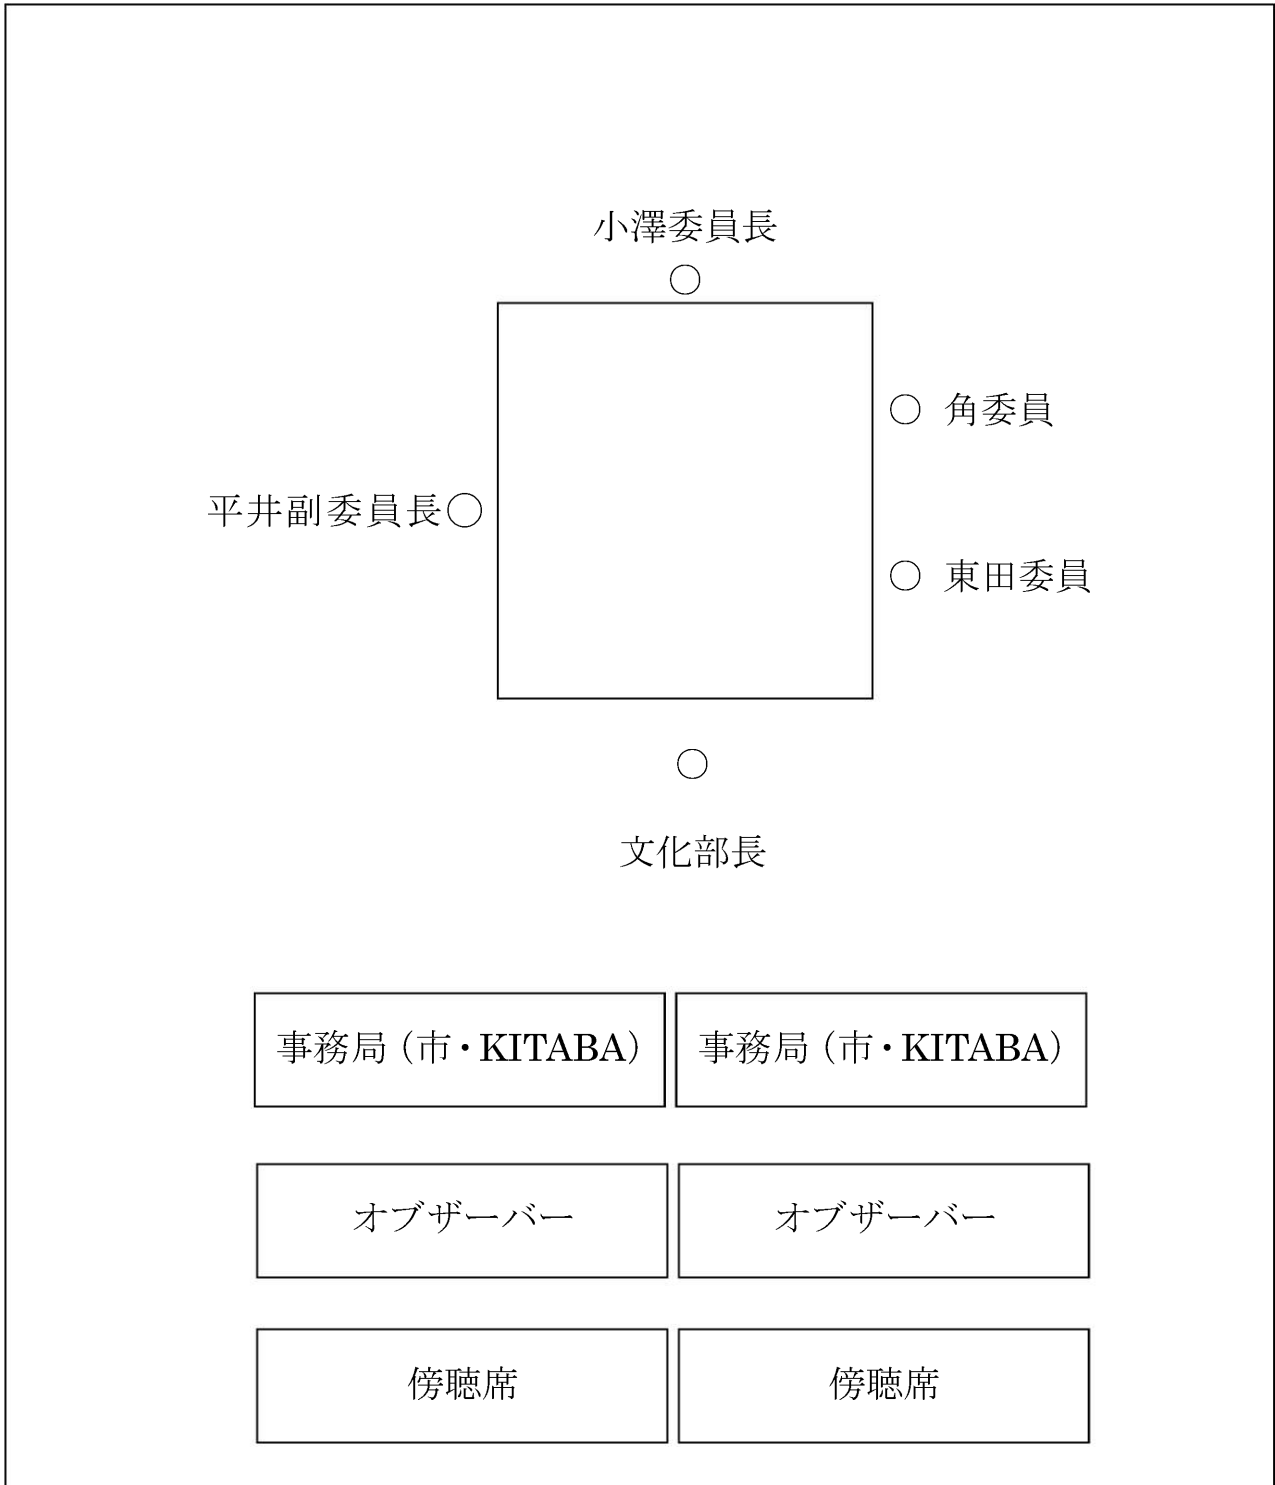 小澤委員長
角委員
平井副委員長
東田委員
文化部長
事務局（市・KITABA）
事務局（市・KITABA）
オブザーバー
オブザーバー
傍聴席
傍聴席